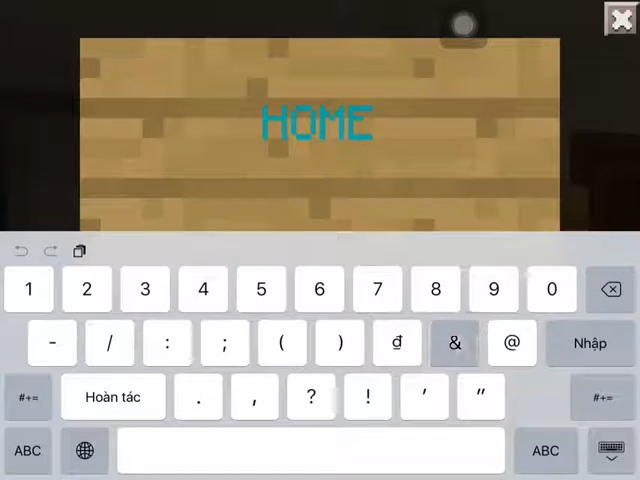 HOME
1 2 3 4 5 6 7 8 9 0
- / : ; ( ) ₫ & @ Nhập
#+= Hoàn tác . , ? ! ’ ” #+=
ABC ABC